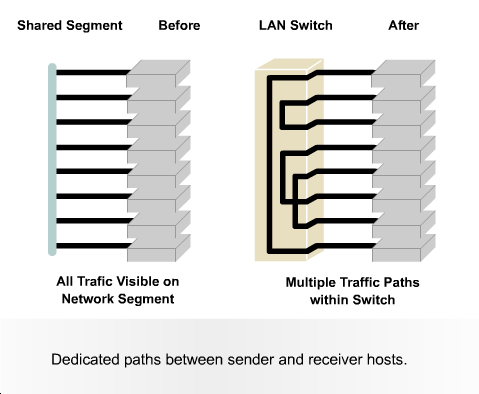 Shared Segment Before LAN Switch After
All Trafic Visible on
Network Segment
Multiple Traffic Paths
within Switch
Dedicated paths between sender and receiver hosts.